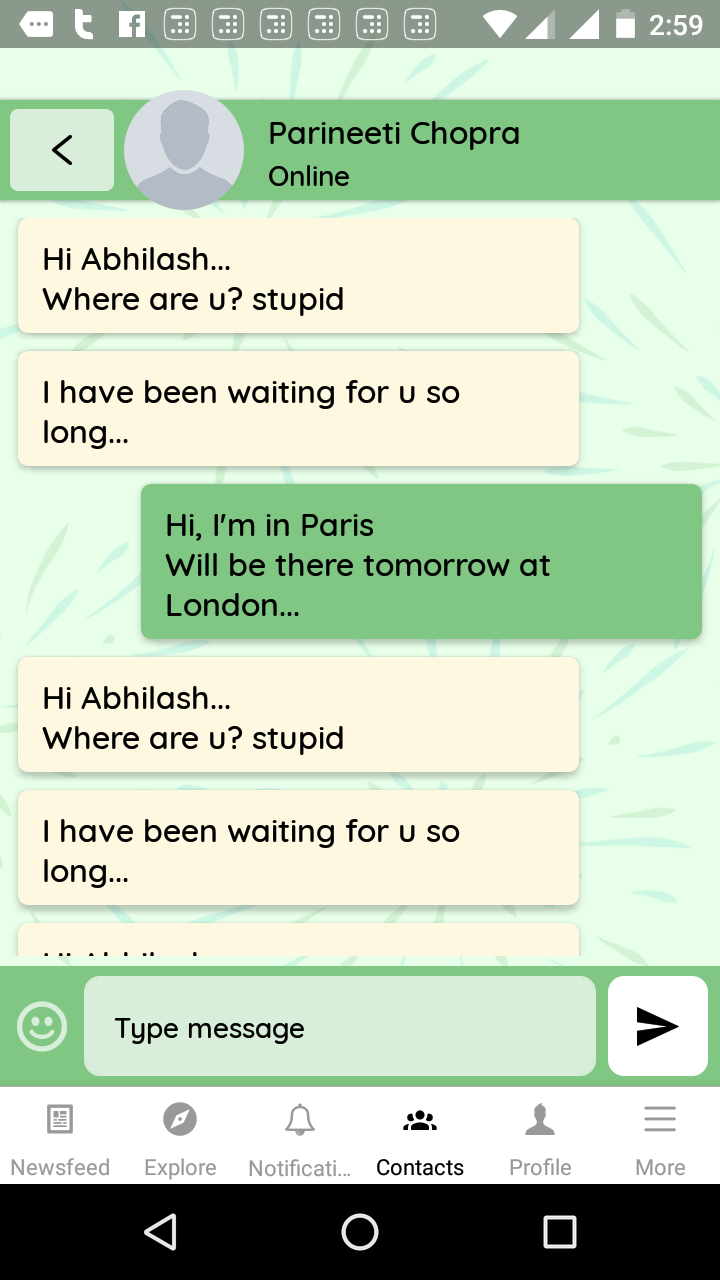 2:59
Parineeti Chopra
Online
Hi Abhilash...
Where are u? stupid
I have been waiting for u so
long...
Hi, I'm in Paris
Will be there tomorrow at
London...
Hi Abhilash...
Where are u? stupid
I have been waiting for u so
long...
Type message
Newsfeed
Explore
Notificati...
Contacts
Profile
More